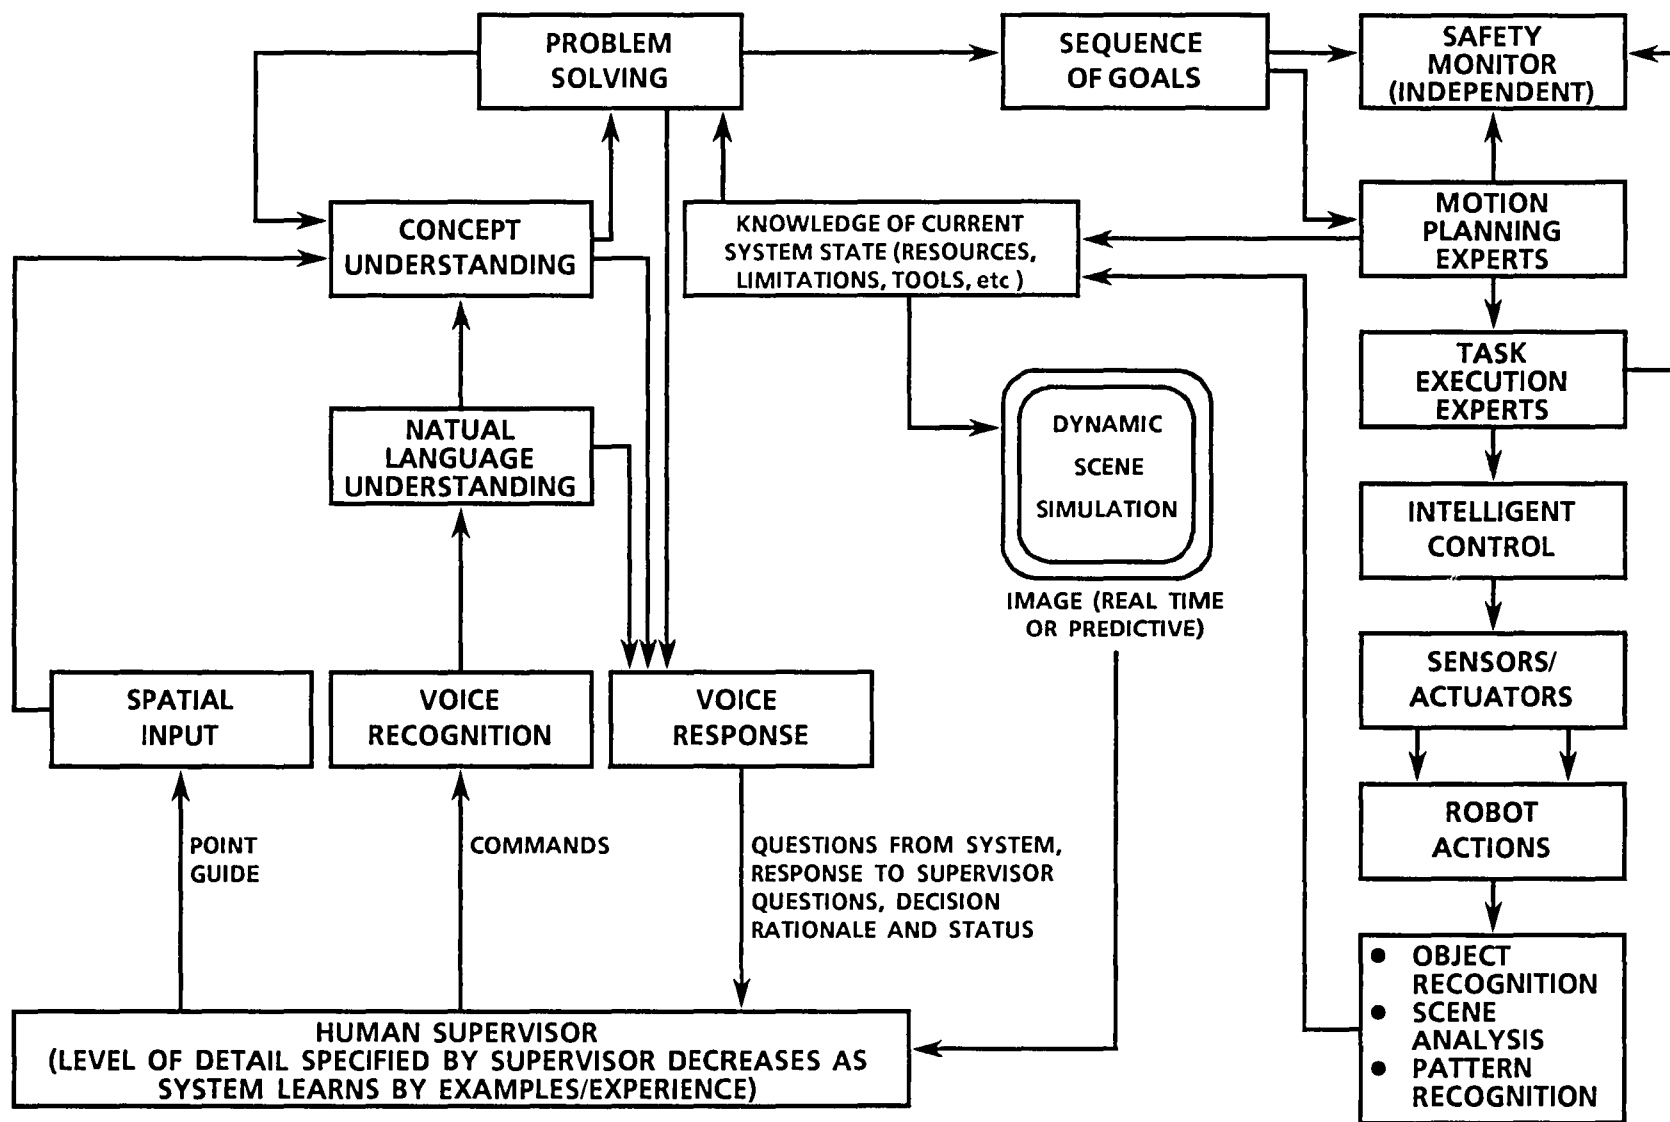 PROBLEM
SOLVING
SEQUENCE
OF GOALS
SAFETY
MONITOR
(INDEPENDENT)
CONCEPT
UNDERSTANDING
KNOWLEDGE OF CURRENT
SYSTEM STATE (RESOURCES,
LIMITATIONS, TOOLS, etc )
MOTION
PLANNING
EXPERTS
TASK
EXECUTION
EXPERTS
NATUAL
LANGUAGE
UNDERSTANDING
DYNAMIC
SCENE
SIMULATION
IMAGE (REAL TIME
OR PREDICTIVE)
INTELLIGENT
CONTROL
SPATIAL
INPUT
VOICE
RECOGNITION
VOICE
RESPONSE
SENSORS/
ACTUATORS
POINT
GUIDE
COMMANDS
QUESTIONS FROM SYSTEM,
RESPONSE TO SUPERVISOR
QUESTIONS, DECISION
RATIONALE AND STATUS
ROBOT
ACTIONS
● OBJECT
RECOGNITION
● SCENE
ANALYSIS
● PATTERN
RECOGNITION
HUMAN SUPERVISOR
(LEVEL OF DETAIL SPECIFIED BY SUPERVISOR DECREASES AS
SYSTEM LEARNS BY EXAMPLES/EXPERIENCE)